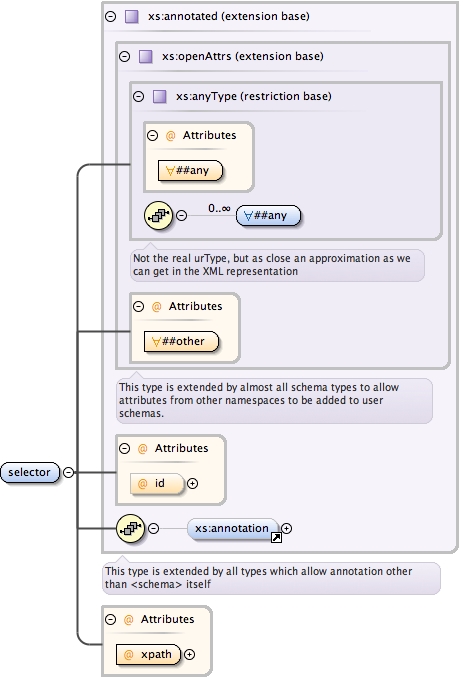 xs:annotated (extension base)
xs:openAttrs (extension base)
xs:anyType (restriction base)
@ Attributes
∀##any
0..∞
∀##any
Not the real urType, but as close an approximation as we
can get in the XML representation
@ Attributes
∀##other
This type is extended by almost all schema types to allow
attributes from other namespaces to be added to user
schemas.
@ Attributes
selector
@ id
xs:annotation
This type is extended by all types which allow annotation other
than <schema> itself
@ Attributes
@ xpath